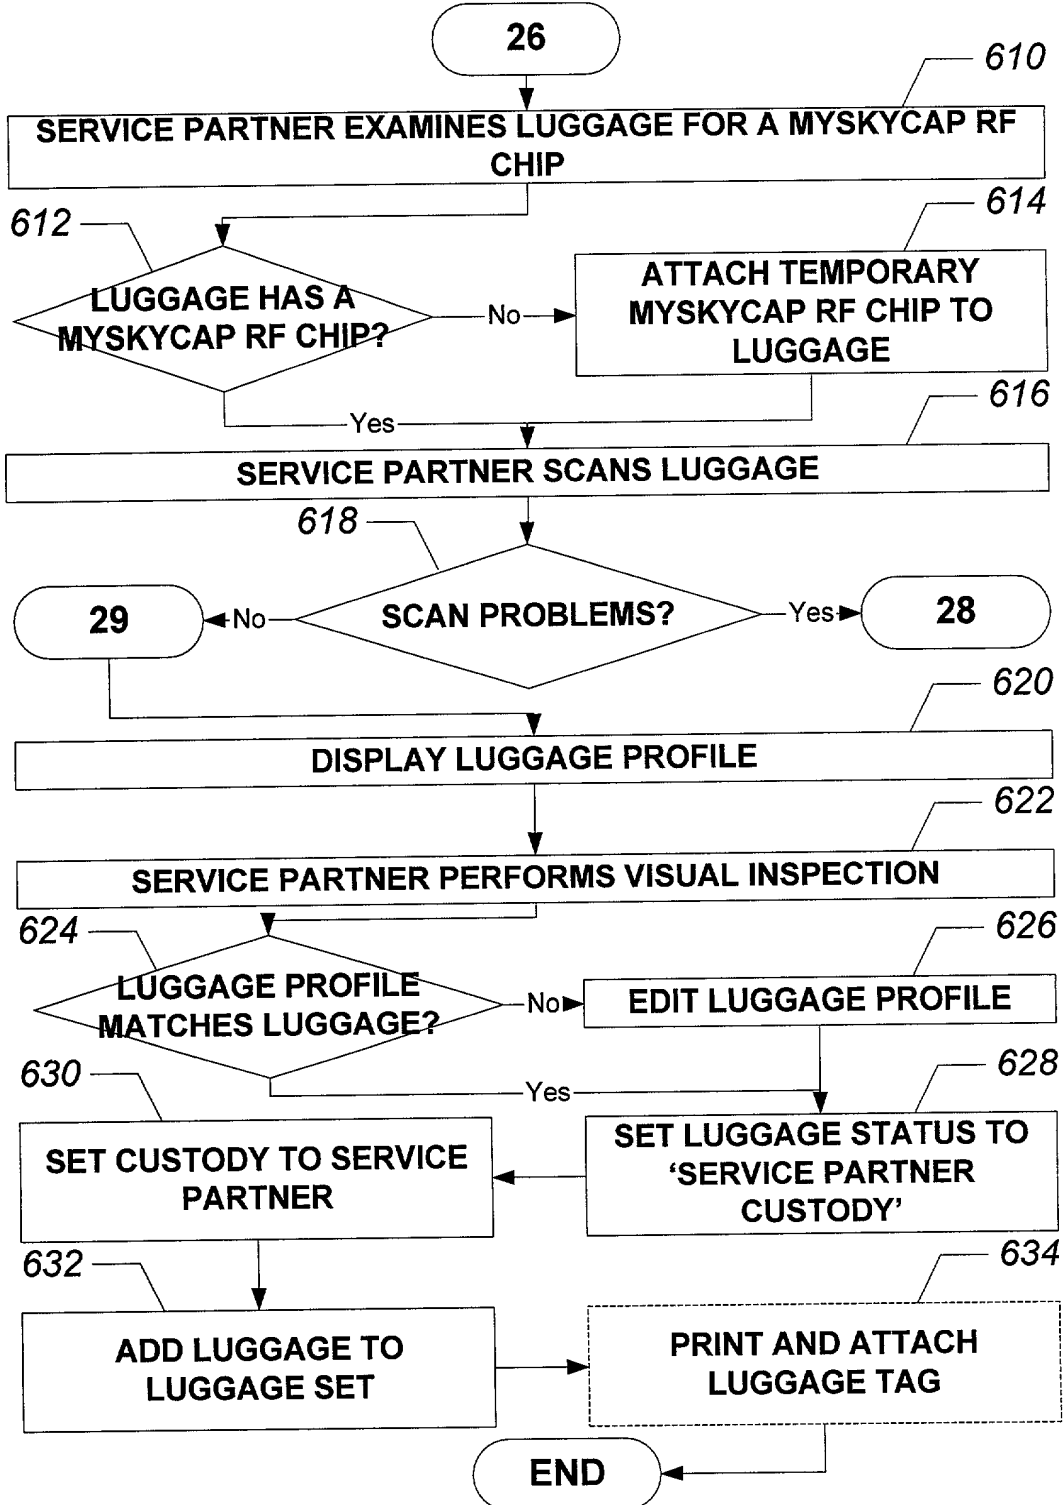 26
610
SERVICE PARTNER EXAMINES LUGGAGE FOR A MYSKYCAP RF
CHIP
612
614
LUGGAGE HAS A
MYSKYCAP RF CHIP?
No
ATTACH TEMPORARY
MYSKYCAP RF CHIP TO
LUGGAGE
Yes
616
SERVICE PARTNER SCANS LUGGAGE
618
29
No
SCAN PROBLEMS?
Yes
28
620
DISPLAY LUGGAGE PROFILE
622
SERVICE PARTNER PERFORMS VISUAL INSPECTION
624
626
LUGGAGE PROFILE
MATCHES LUGGAGE?
No
EDIT LUGGAGE PROFILE
Yes
630
628
SET CUSTODY TO SERVICE
PARTNER
SET LUGGAGE STATUS TO
‘SERVICE PARTNER
CUSTODY’
632
634
ADD LUGGAGE TO
LUGGAGE SET
PRINT AND ATTACH
LUGGAGE TAG
END